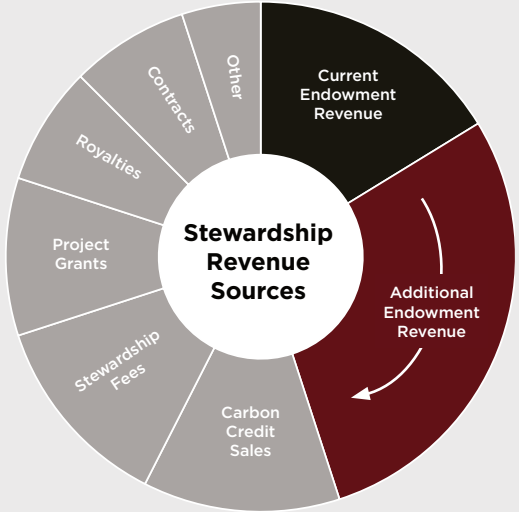 Stewardship
Revenue
Sources
Current
Endowment
Revenue
Additional
Endowment
Revenue
Carbon
Credit
Sales
Stewardship
Fees
Project
Grants
Royalties
Contracts
Other